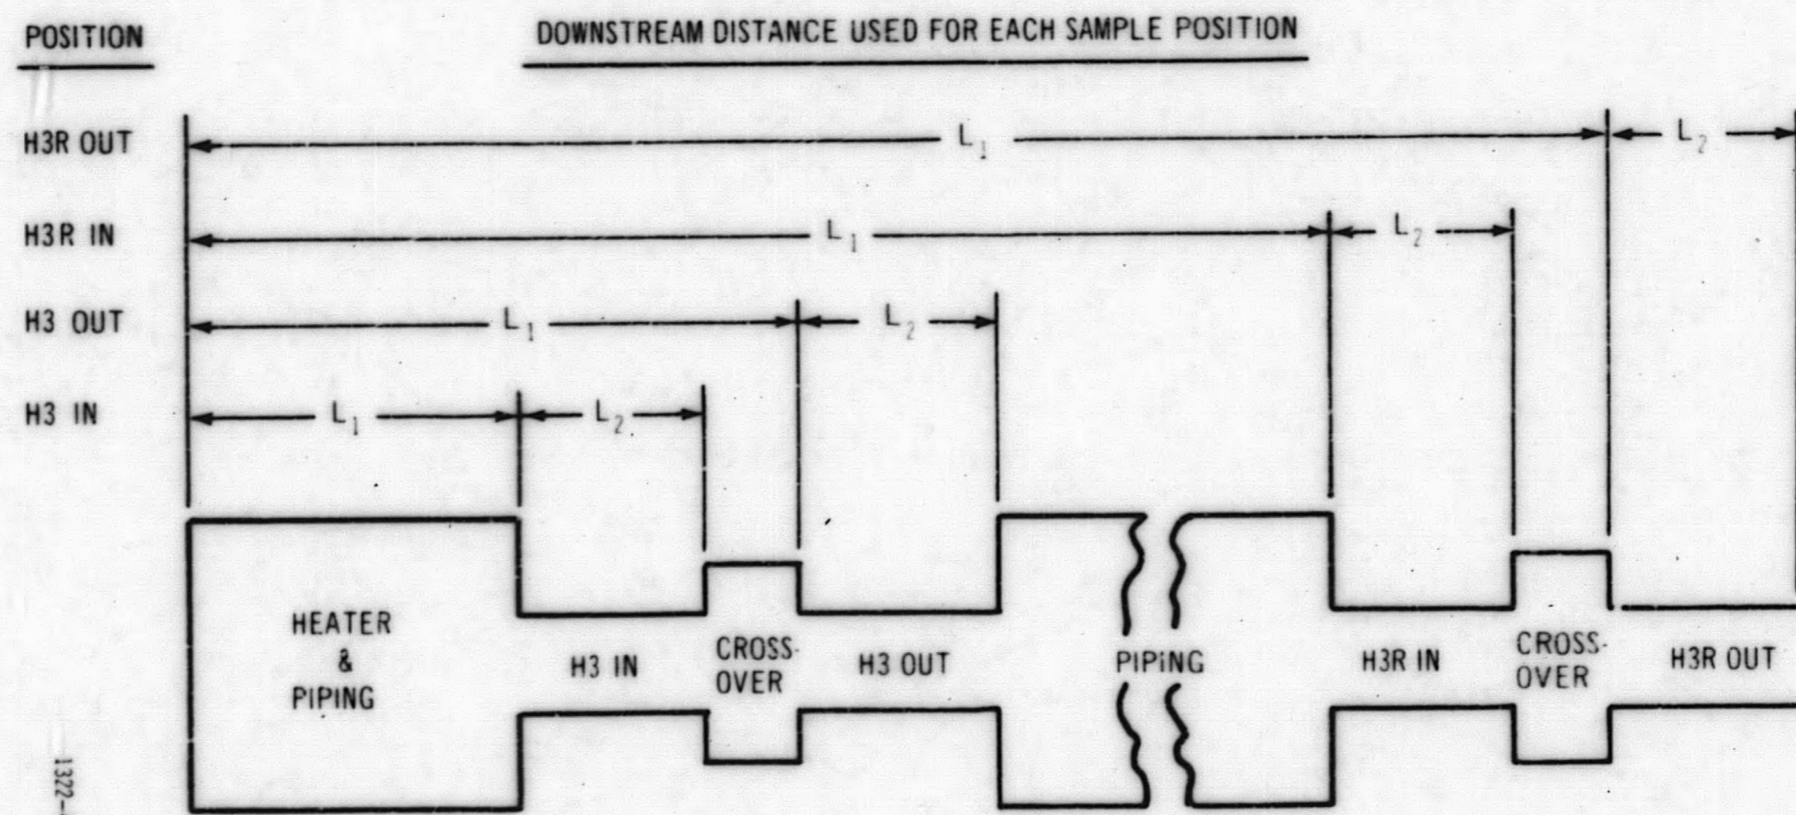 POSITION
DOWNSTREAM DISTANCE USED FOR EACH SAMPLE POSITION
H3R OUT
L1
L2
H3R IN
L1
L2
H3 OUT
L1
L2
H3 IN
L1
L2
HEATER
&
PIPING
H3 IN
CROSS-
OVER
H3 OUT
PIPING
H3R IN
CROSS-
OVER
H3R OUT
1322-